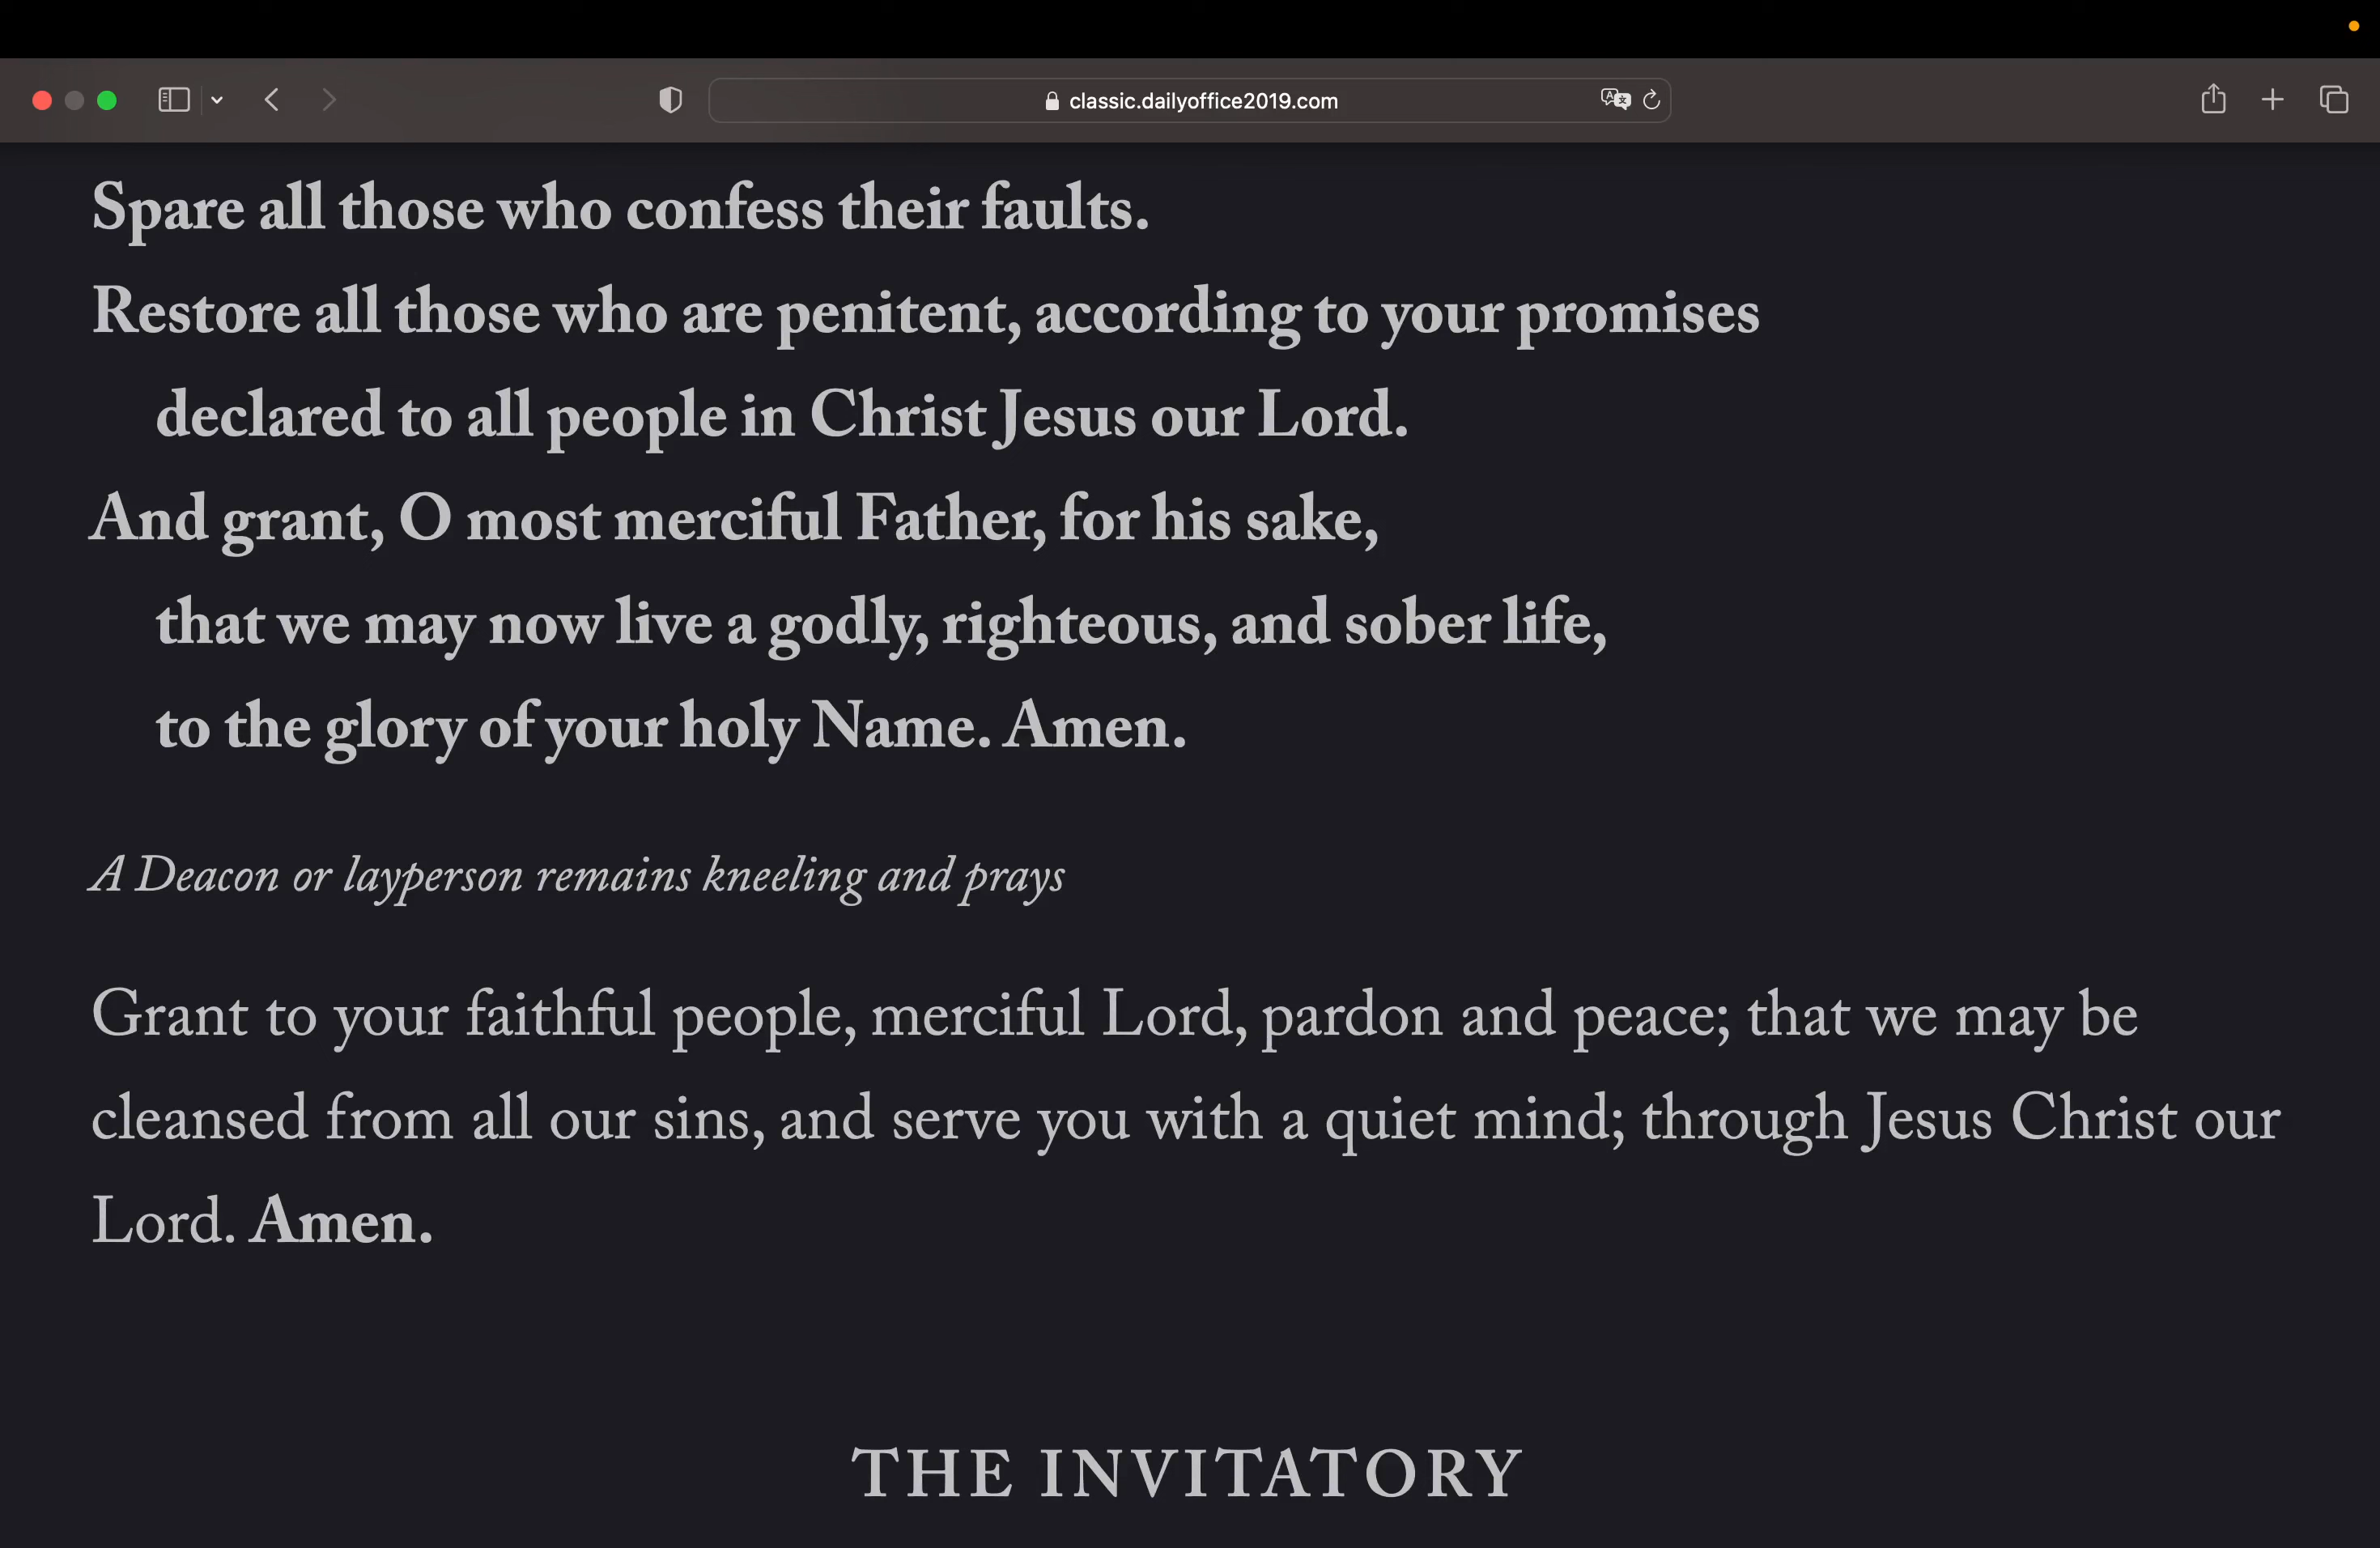 classic.dailyoffice2019.com
Spare all those who confess their faults.
Restore all those who are penitent, according to your promises
declared to all people in Christ Jesus our Lord.
And grant, O most merciful Father, for his sake,
that we may now live a godly, righteous, and sober life,
to the glory of your holy Name. Amen.
A Deacon or layperson remains kneeling and prays
Grant to your faithful people, merciful Lord, pardon and peace; that we may be
cleansed from all our sins, and serve you with a quiet mind; through Jesus Christ our
Lord. Amen.
THE INVITATORY